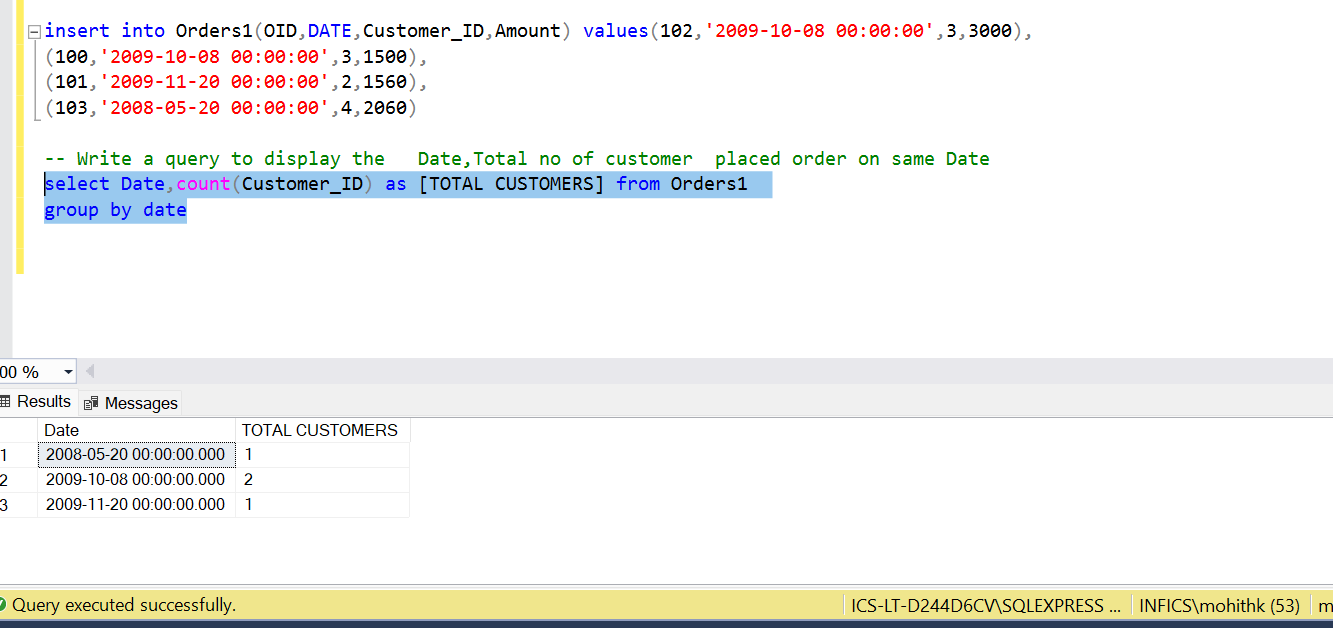 insert into Orders1(OID,DATE,Customer_ID,Amount) values(102,'2009-10-08 00:00:00',3,3000),
(100,'2009-10-08 00:00:00',3,1500),
(101,'2009-11-20 00:00:00',2,1560),
(103,'2008-05-20 00:00:00',4,2060)
-- Write a query to display the   Date,Total no of customer  placed order on same Date
select Date,count(Customer_ID) as [TOTAL CUSTOMERS] from Orders1
group by date
00 %
Results Messages
Date TOTAL CUSTOMERS
1 2008-05-20 00:00:00.000 1
2 2009-10-08 00:00:00.000 2
3 2009-11-20 00:00:00.000 1
Query executed successfully. ICS-LT-D244D6CV\SQLEXPRESS ... INFICS\mohithk (53) m